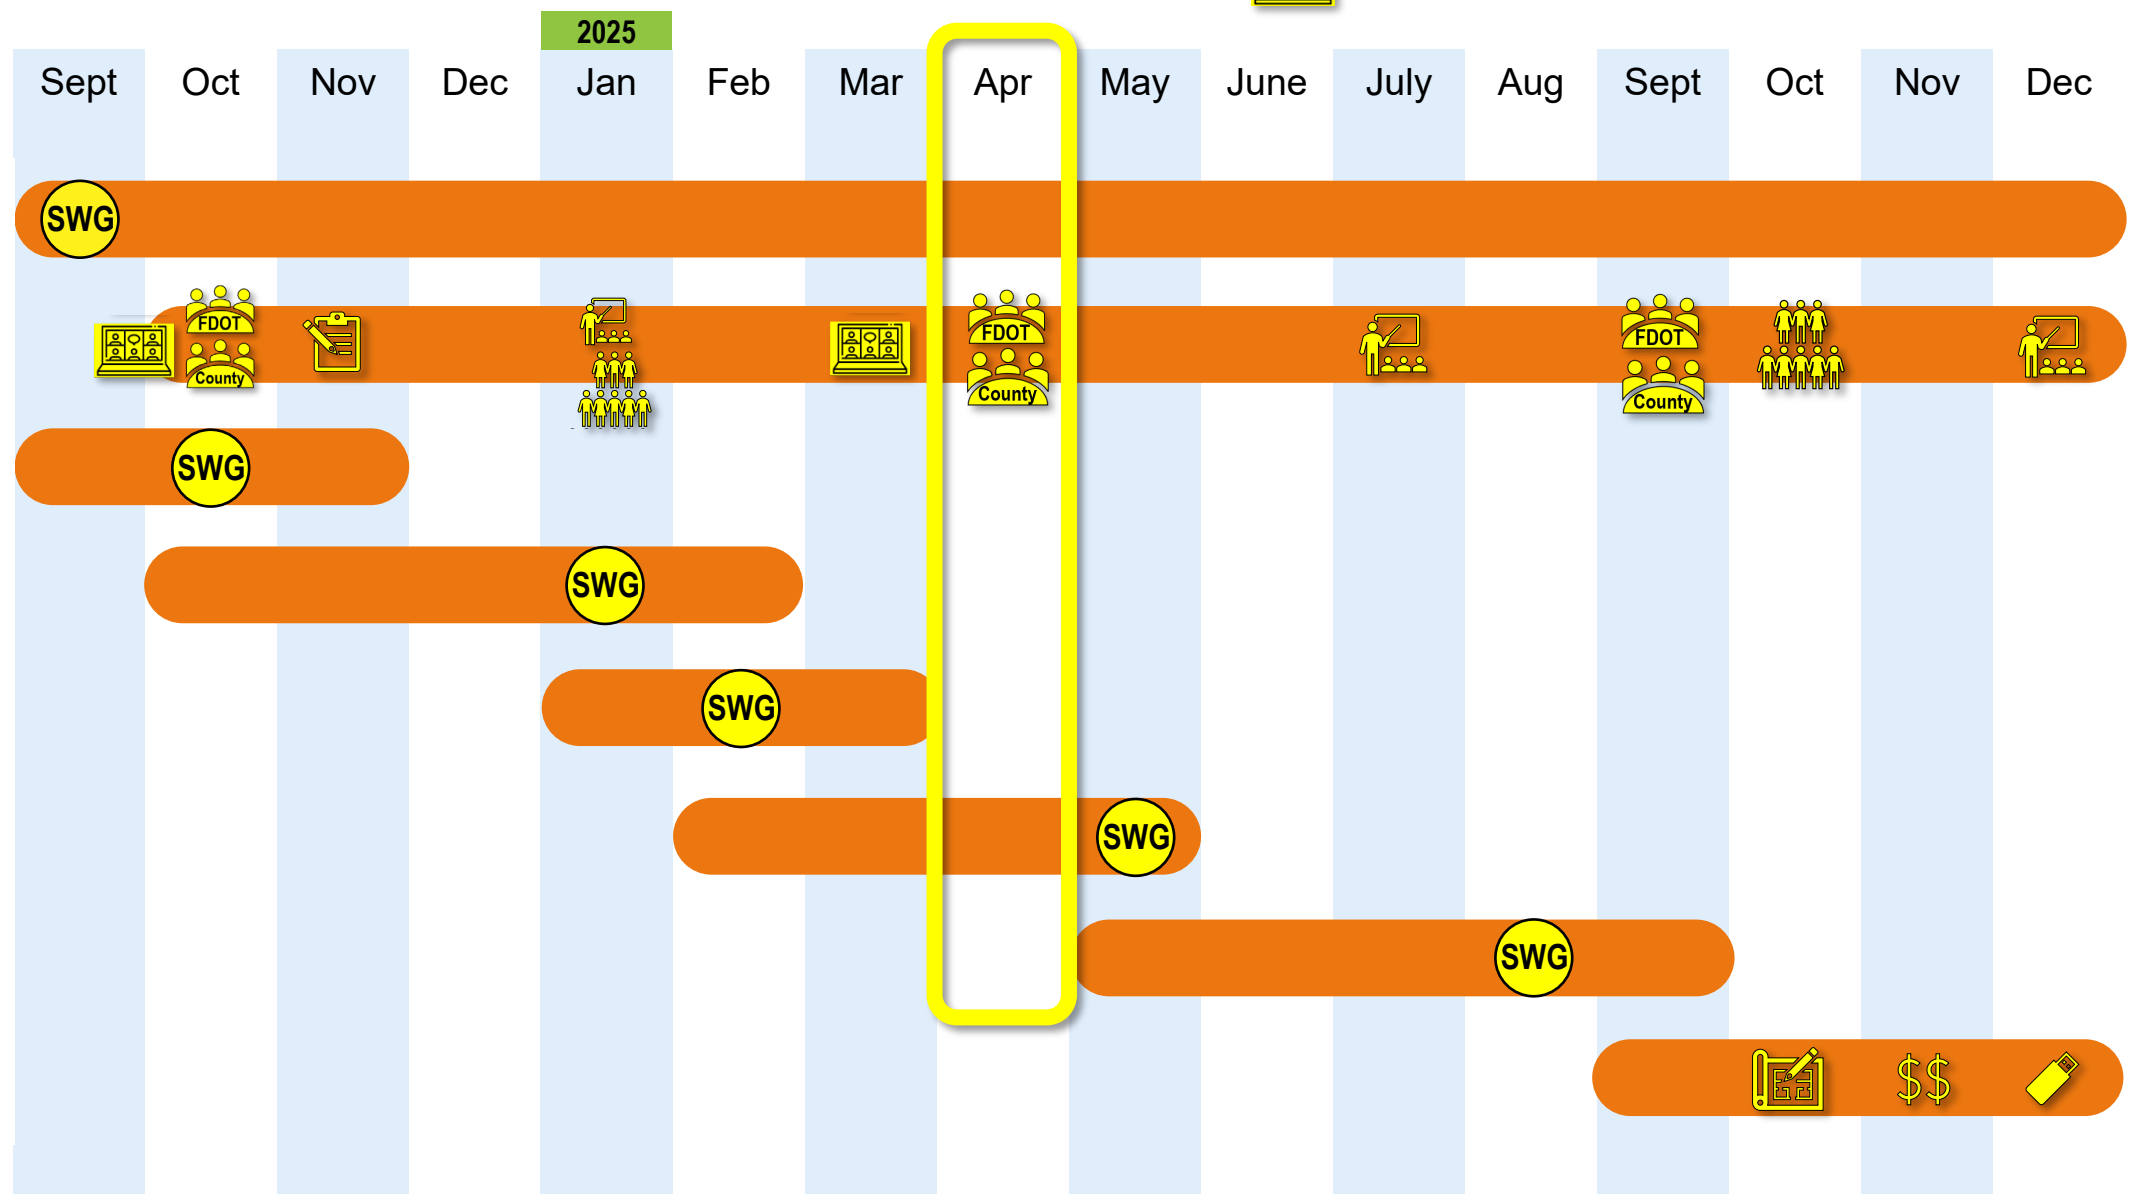 2025
Sept Oct Nov Dec Jan Feb Mar Apr May June July Aug Sept Oct Nov Dec
SWG
FDOT FDOT FDOT
County County County
SWG
SWG
SWG
SWG
SWG
$$